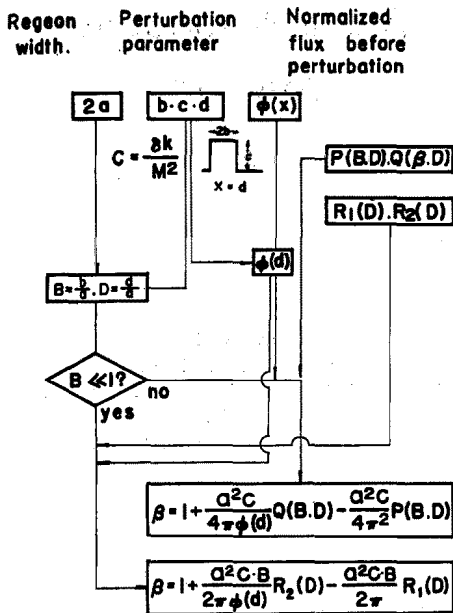 Regeon width.
Perturbation parameter
Normalized flux before perturbation
2a
b·c·d
ϕ(x)
C = ∂k/M²
2b
c
X = d
P(B.D).Q(β.D)
R₁(D).R₂(D)
ϕ(d)
B=b/a.D=d/a
B ≪ 1?
no
yes
β = 1 + a²C/4πϕ(d) Q(B.D) − a²C/4π² P(B.D)
β = 1 + a²C·B/2πϕ(d) R₂(D) − a²C·B/2π R₁(D)